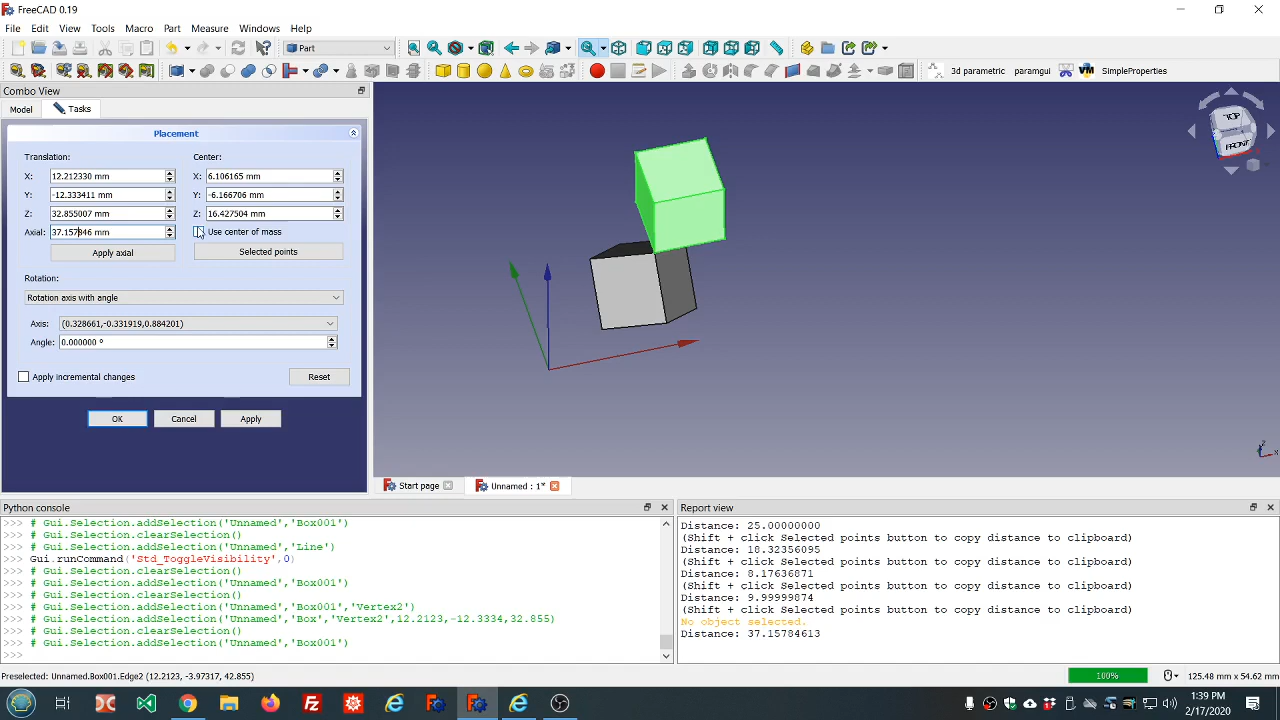 FreeCAD 0.19
File Edit View Tools Macro Part Measure Windows Help
Part
3d parametric paramgui VM SimpleProperties
Combo View
Model Tasks
Placement
Translation: Center:
X: 12.212330 mm X: 6.106165 mm
Y: -12.333411 mm Y: -6.166706 mm
Z: 32.855007 mm Z: 16.427504 mm
Axial: 37.157846 mm Use center of mass
Apply axial Selected points
Rotation:
Rotation axis with angle
Axis: (0.328661,-0.331919,0.884201)
Angle: 0.000000 °
Apply incremental changes Reset
OK Cancel Apply
TOP
FRONT
Z
X
Start page Unnamed : 1*
Python console
>>> # Gui.Selection.addSelection('Unnamed','Box001')
>>> # Gui.Selection.clearSelection()
>>> # Gui.Selection.addSelection('Unnamed','Line')
>>> Gui.runCommand('Std_ToggleVisibility',0)
>>> # Gui.Selection.clearSelection()
>>> # Gui.Selection.addSelection('Unnamed','Box001')
>>> # Gui.Selection.clearSelection()
>>> # Gui.Selection.addSelection('Unnamed','Box001','Vertex2')
>>> # Gui.Selection.addSelection('Unnamed','Box','Vertex2',12.2123,-12.3334,32.855)
>>> # Gui.Selection.clearSelection()
>>> # Gui.Selection.addSelection('Unnamed','Box001')
>>>
Report view
Distance: 25.00000000
(Shift + click Selected points button to copy distance to clipboard)
Distance: 18.32356095
(Shift + click Selected points button to copy distance to clipboard)
Distance: 8.17636871
(Shift + click Selected points button to copy distance to clipboard)
Distance: 9.99999874
(Shift + click Selected points button to copy distance to clipboard)
No object selected.
Distance: 37.15784613
Preselected: Unnamed.Box001.Edge2 (12.2123, -3.97317, 42.855)
100%
125.48 mm x 54.62 mm
1:39 PM
2/17/2020